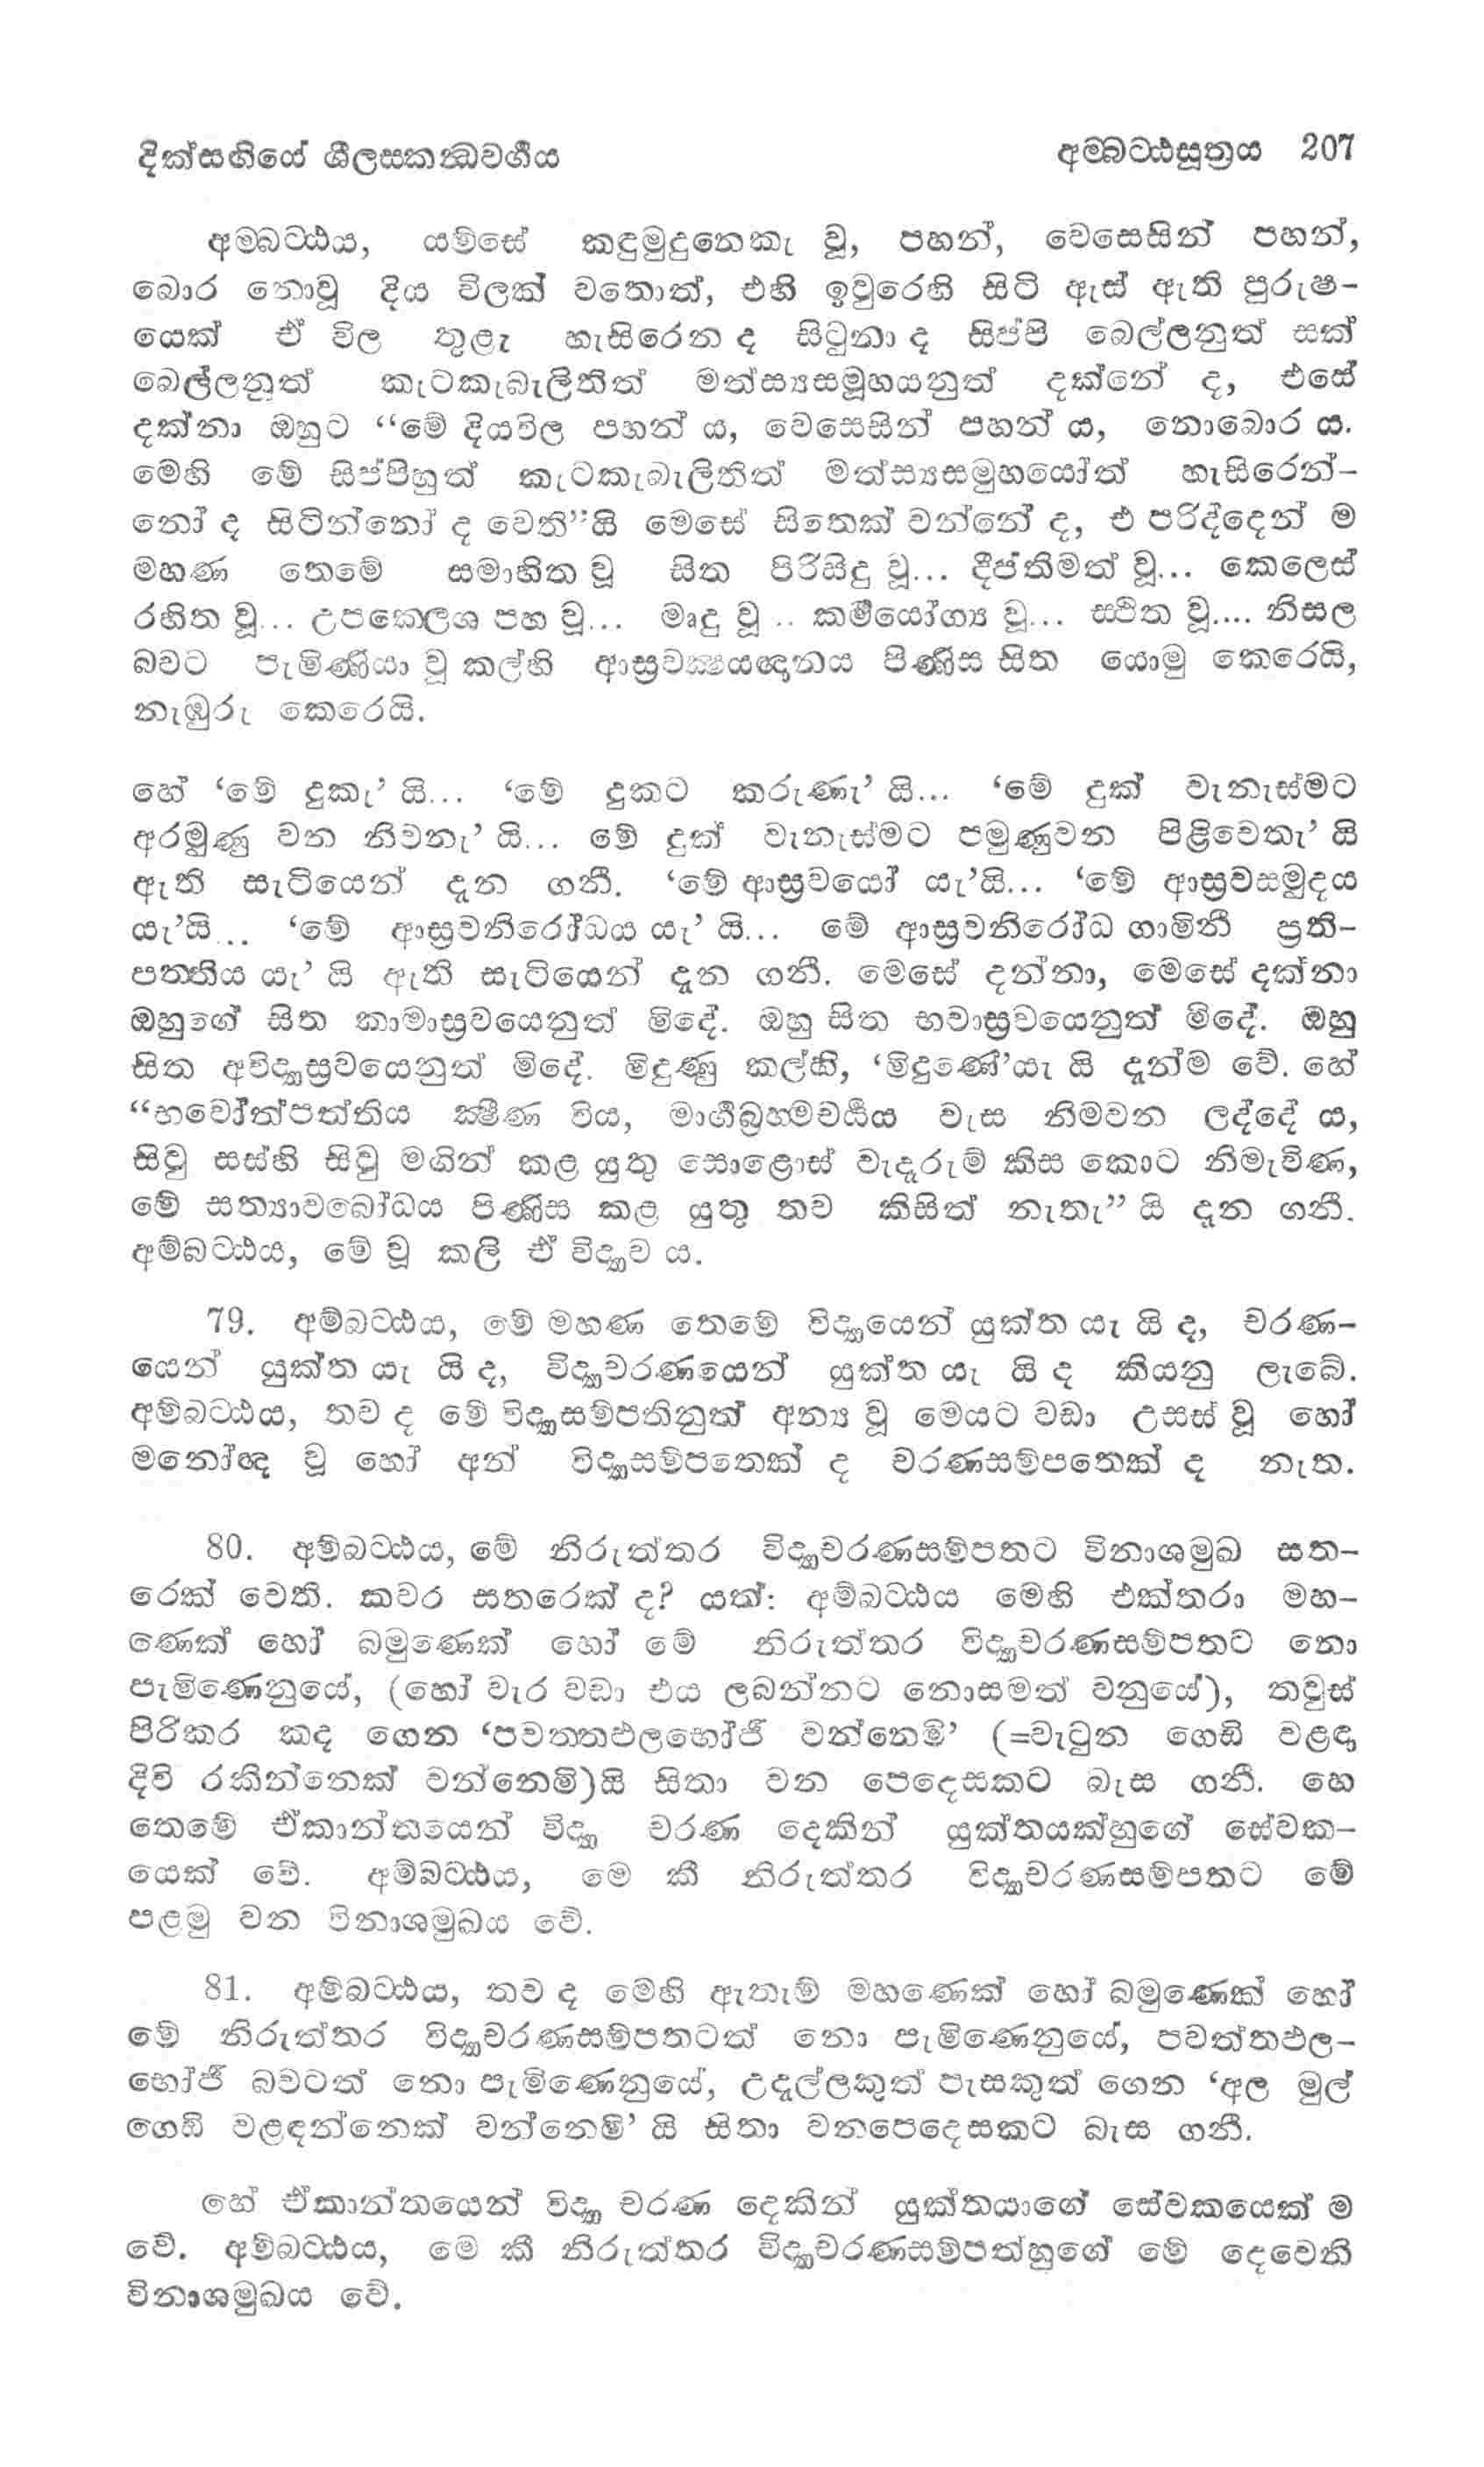 දික්සඟියේ ශීලසකන්‍ධවර්‍ගය
අම්බට්ඨසූත්‍රය 207
අම්බට්ඨය, යම්සේ කඳුමුදුනෙකැ වූ, පහන්, වෙසෙසින් පහන්,
බොර නොවූ දිය විලක් වතොත්, එහි ඉවුරෙහි සිටි ඇස් ඇති පුරුෂ-
යෙක් ඒ විල තුළැ හැසිරෙන ද සිටුනා ද සිප්පි බෙල්ලනුත් සක්
බෙල්ලනුත් කැටකැබැලිතිත් මත්ස්‍යසමූහයනුත් දක්නේ ද, එසේ
දක්නා ඔහුට “මේ දියවිල පහන් ය, වෙසෙසින් පහන් ය, නොබොර ය.
මෙහි මේ සිප්පිහුත් කැටකැබැලිතිත් මත්ස්‍යසමුහයෝත් හැසිරෙන්-
නෝ ද සිටින්නෝ ද වෙති”යි මෙසේ සිතෙක් වන්නේ ද, එ පරිද්දෙන් ම
මහණ තෙමේ සමාහිත වූ සිත පිරිසිදු වූ... දීප්තිමත් වූ... කෙලෙස්
රහිත වූ... උපක්‍ලෙශ පහ වූ... මෘදු වූ .. කර්‍මයෝග්‍ය වූ... ස්ථිත වූ.... නිසල
බවට පැමිණියා වූ කල්හි ආස්‍රවක්‍ෂයඥානය පිණිස සිත යොමු කෙරෙයි,
නැඹුරු කෙරෙයි.
හේ ‘මේ දුකැ’ යි... ‘මේ දුකට කරුණැ’ යි... ‘මේ දුක් වැනැස්මට
අරමුණු වන නිවනැ’ යි... මේ දුක් වැනැස්මට පමුණුවන පිළිවෙතැ’ යි
ඇති සැටියෙන් දැන ගනී. ‘මේ ආස්‍රවයෝ යැ’යි... ‘මේ ආස්‍රවසමුදය
යැ’යි... ‘මේ ආස්‍රවනිරෝධය යැ’ යි... මේ ආස්‍රවනිරෝධ ගාමිනී ප්‍රති-
පත්තිය යැ’ යි ඇති සැටියෙන් දැන ගනී. මෙසේ දන්නා, මෙසේ දක්නා
ඔහුගේ සිත කාමාස්‍රවයෙනුත් මිදේ. ඔහු සිත භවාස්‍රවයෙනුත් මිදේ. ඔහු
සිත අවිද්‍යාස්‍රවයෙනුත් මිදේ. මිදුණු කල්හි, ‘මිදුණේ’යැ යි දැන්ම වේ. හේ
“භවෝත්පත්තිය ක්‍ෂීණ විය, මාර්‍ගබ්‍රහ්මචර්‍ය්‍යය වැස නිමවන ලද්දේ ය,
සිවු සස්හි සිවු මගින් කළ යුතු සොළොස් වැදෑරුම් කිස කොට නිමැවිණ,
මේ සත්‍යාවබෝධය පිණිස කළ යුතු තව කිසිත් නැතැ” යි දැන ගනී.
අම්බට්ඨය, මේ වූ කලි ඒ විද්‍යාව ය.
79. අම්බට්ඨය, මේ මහණ තෙමේ විද්‍යායෙන් යුක්ත යැ යි ද, චරණ-
යෙන් යුක්ත යැ යි ද, විද්‍යාචරණයෙන් යුක්ත යැ යි ද කියනු ලැබේ.
අම්බට්ඨය, තව ද මේ විද්‍යාසම්පතිනුත් අන්‍ය වූ මෙයට වඩා උසස් වූ හෝ
මනෝඥ වූ හෝ අන් විද්‍යාසම්පතෙක් ද චරණසම්පතෙක් ද නැත.
80. අම්බට්ඨය, මේ නිරුත්තර විද්‍යාචරණසම්පතට විනාශමුඛ සත-
රෙක් වෙති. කවර සතරෙක් ද? යත්: අම්බට්ඨය මෙහි එක්තරා මහ-
ණෙක් හෝ බමුණෙක් හෝ මේ නිරුත්තර විද්‍යාචරණසම්පතට නො
පැමිණෙනුයේ, (හෝ වැර වඩා එය ලබන්නට නොසමත් වනුයේ), තවුස්
පිරිකර කද ගෙන ‘පවත්තඵලභෝජී වන්නෙමි’ (=වැටුන ගෙඩි වළඳා
දිවි රකින්නෙක් වන්නෙමි)යි සිතා වන පෙදෙසකට බැස ගනී. හෙ
තෙමේ ඒකාන්තයෙන් විද්‍යා චරණ දෙකින් යුක්තයක්හුගේ සේවක-
යෙක් වේ. අම්බට්ඨය, මෙ කී නිරුත්තර විද්‍යාචරණසම්පතට මේ
පළමු වන විනාශමුඛය වේ.
81. අම්බට්ඨය, තව ද මෙහි ඇතැම් මහණෙක් හෝ බමුණෙක් හෝ
මේ නිරුත්තර විද්‍යාචරණසම්පතටත් නො පැමිණෙනුයේ, පවත්තඵල-
භෝජී බවටත් නො පැමිණෙනුයේ, උදැල්ලකුත් පැසකුත් ගෙන ‘අල මුල්
ගෙඩි වළඳන්නෙක් වන්නෙමි’ යි සිතා වනපෙදෙසකට බැස ගනී.
හේ ඒකාන්තයෙන් විද්‍යා චරණ දෙකින් යුක්තයාගේ සේවකයෙක් ම
වේ. අම්බට්ඨය, මෙ කී නිරුත්තර විද්‍යාචරණසම්පත්හුගේ මේ දෙවෙනි
විනාශමුඛය වේ.